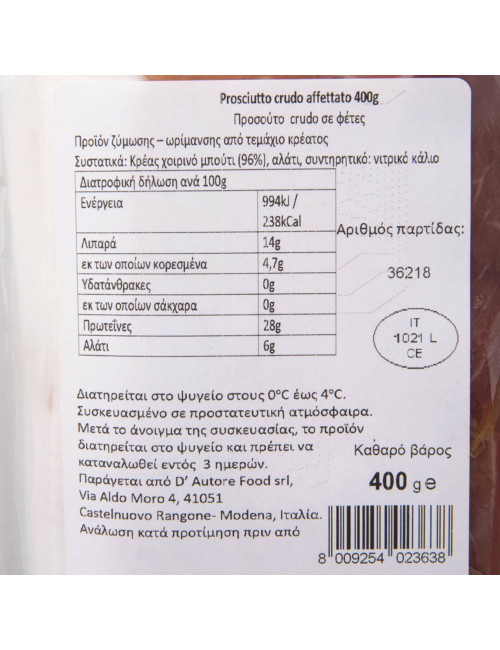 Prosciutto crudo affettato 400g
Προσούτο crudo σε φέτες
Προϊόν ζύμωσης – ωρίμανσης από τεμάχιο κρέατος
Συστατικά: Κρέας χοιρινό μπούτι (96%), αλάτι, συντηρητικό: νιτρικό κάλιο
Διατροφική δήλωση ανά 100g
Ενέργεια 994kJ /
238kCal
Λιπαρά 14g
εκ των οποίων κορεσμένα 4,7g
Υδατάνθρακες 0g
εκ των οποίων σάκχαρα 0g
Πρωτεΐνες 28g
Αλάτι 6g
Αριθμός παρτίδας:
36218
IT
1021 L
CE
Διατηρείται στο ψυγείο στους 0°C έως 4°C.
Συσκευασμένο σε προστατευτική ατμόσφαιρα.
Μετά το άνοιγμα της συσκευασίας, το προϊόν
διατηρείται στο ψυγείο και πρέπει να
καταναλωθεί εντός 3 ημερών.
Παράγεται από D’ Autore Food srl,
Via Aldo Moro 4, 41051
Castelnuovo Rangone- Modena, Ιταλία.
Ανάλωση κατά προτίμηση πριν από
Καθαρό βάρος
400 g e
8 009254 023638